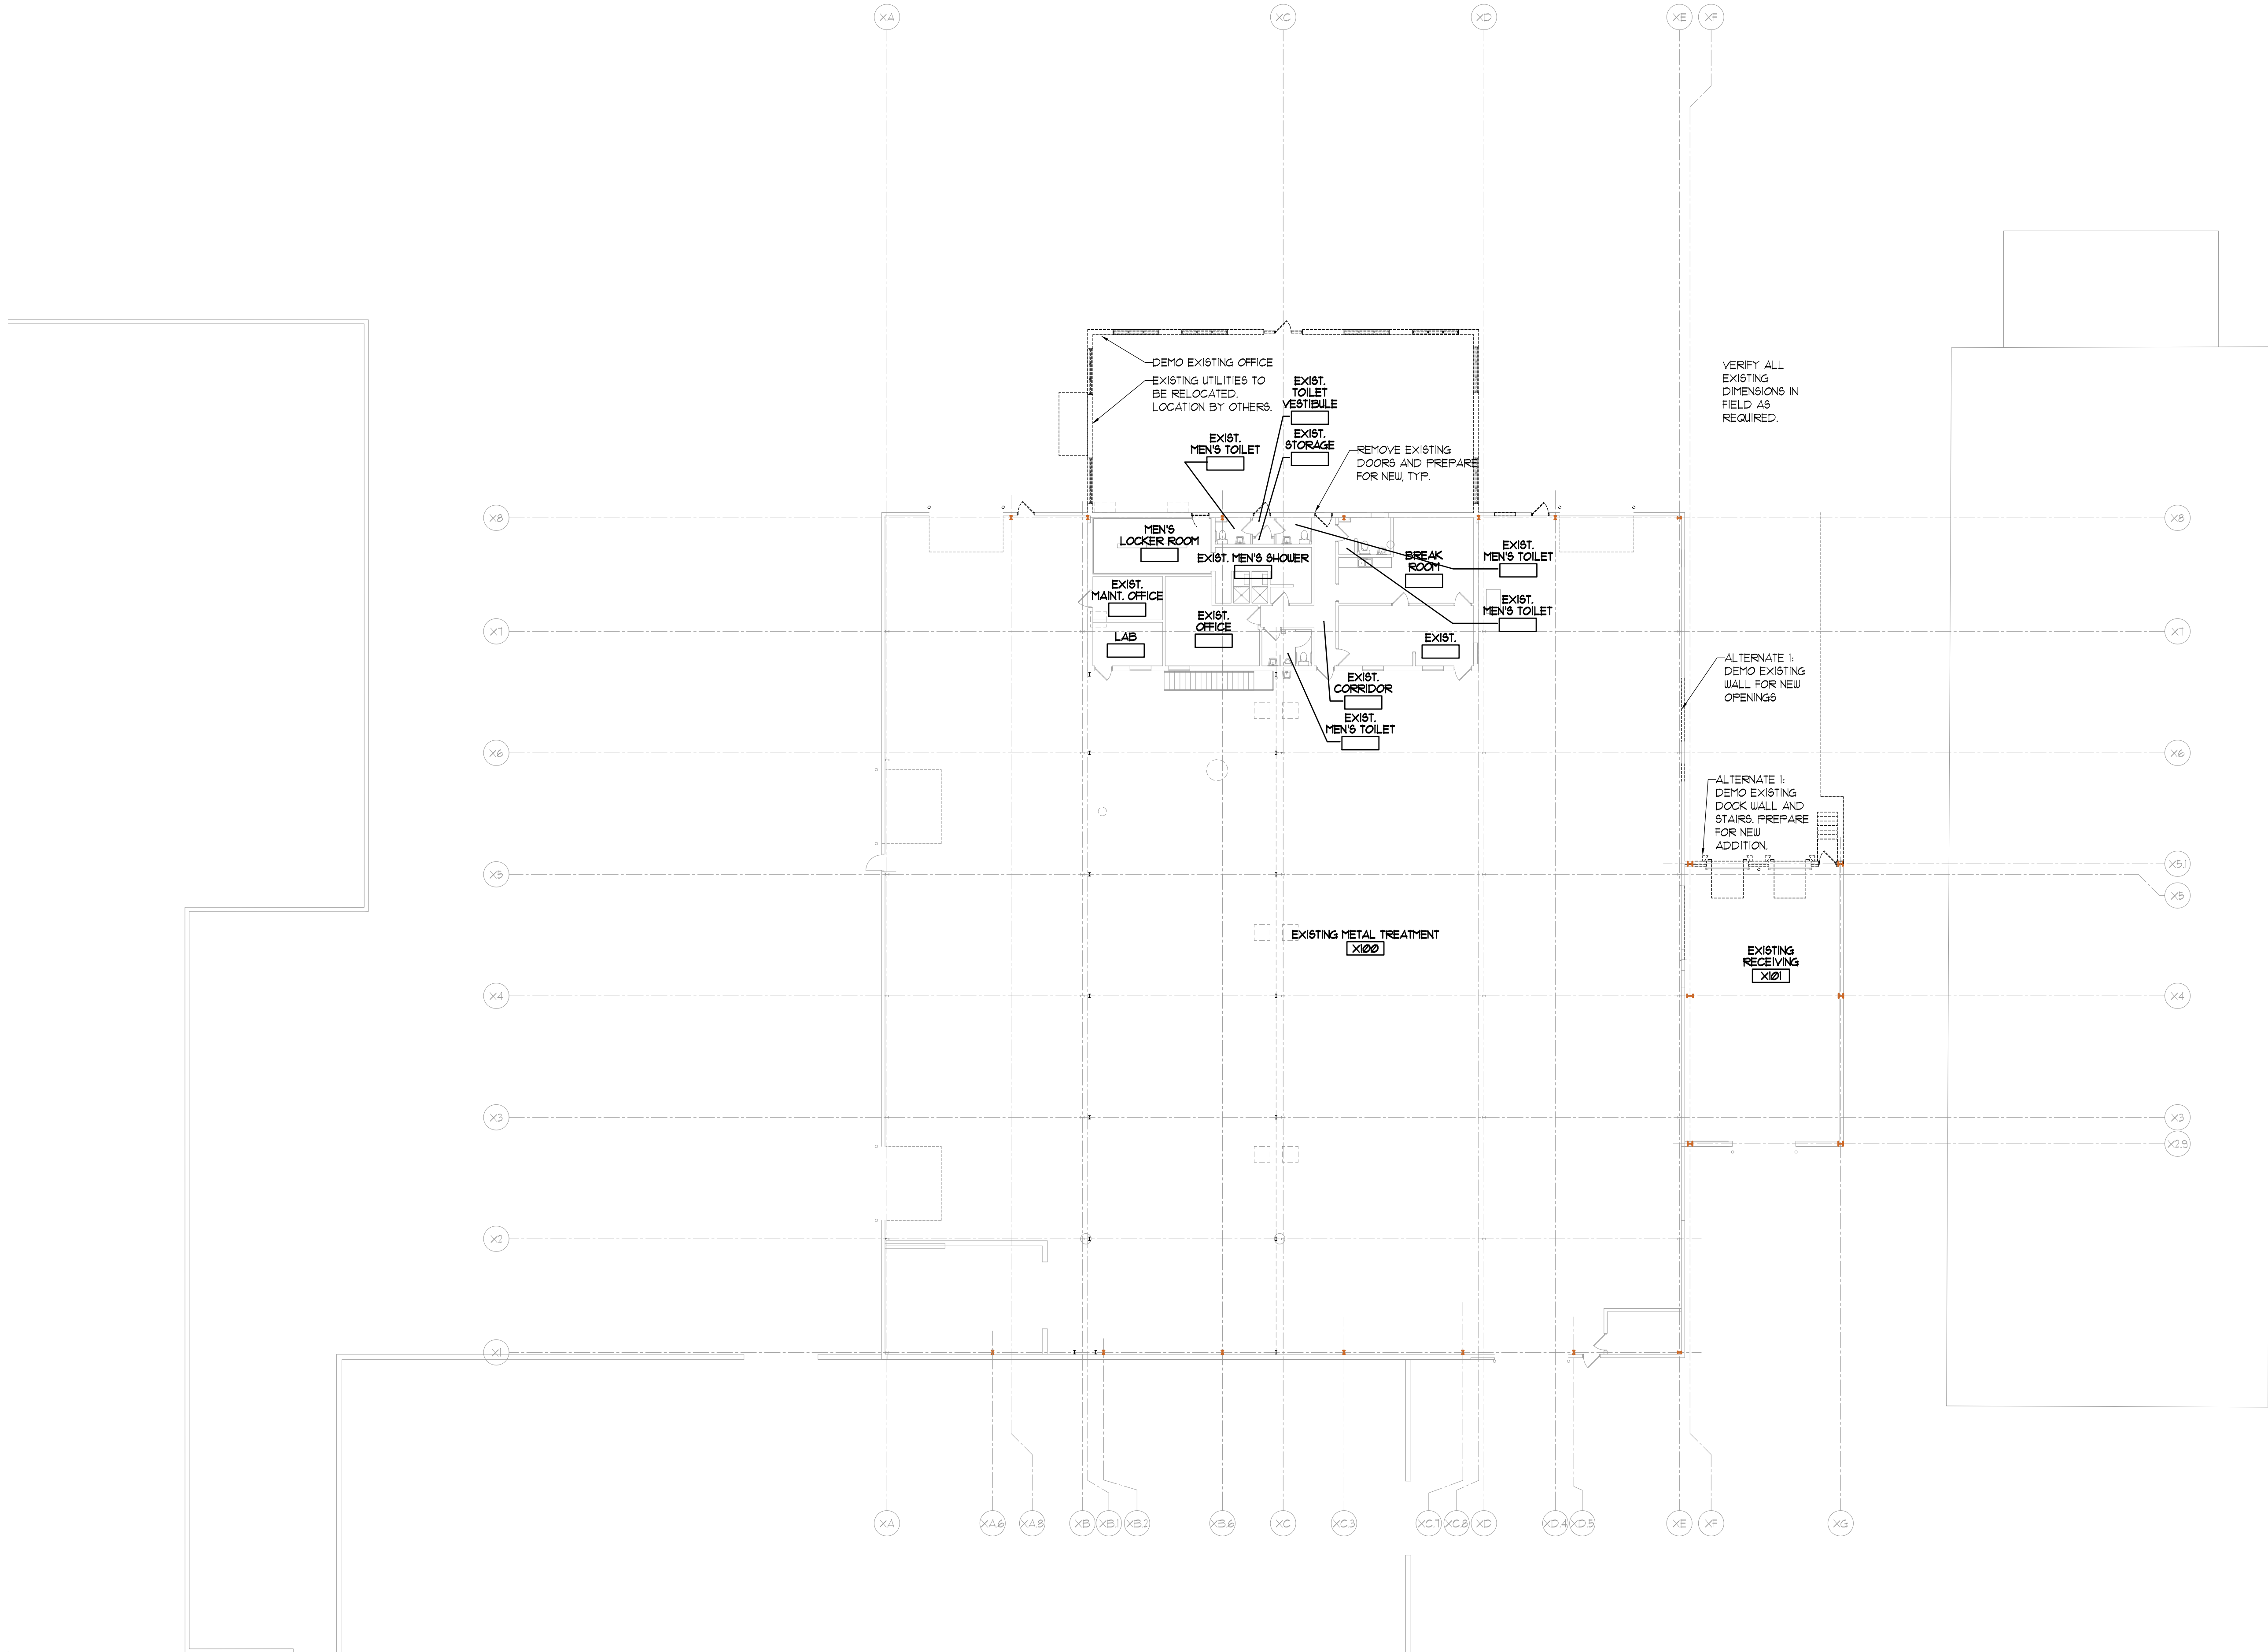 XA
XC
XD
XE
XF
DEMO EXISTING OFFICE
EXISTING UTILITIES TO
BE RELOCATED.
LOCATION BY OTHERS.
EXIST.
TOILET
VESTIBULE
EXIST.
STORAGE
EXIST.
MEN'S TOILET
REMOVE EXISTING
DOORS AND PREPARE
FOR NEW, TYP.
VERIFY ALL
EXISTING
DIMENSIONS IN
FIELD AS
REQUIRED.
X8
X8
MEN'S
LOCKER ROOM
EXIST. MEN'S SHOWER
BREAK
ROOM
EXIST.
MEN'S TOILET
EXIST.
MAINT. OFFICE
EXIST.
OFFICE
EXIST.
MEN'S TOILET
X7
LAB
EXIST.
X7
EXIST.
CORRIDOR
EXIST.
MEN'S TOILET
ALTERNATE 1:
DEMO EXISTING
WALL FOR NEW
OPENINGS
X6
X6
ALTERNATE 1:
DEMO EXISTING
DOCK WALL AND
STAIRS. PREPARE
FOR NEW
ADDITION.
X5
X5.1
X5
EXISTING METAL TREATMENT
X100
EXISTING
RECEIVING
X101
X4
X4
X3
X3
X2.9
X2
X1
XA
XA.6
XA.8
XB
XB.1
XB.2
XB.6
XC
XC.3
XC.7
XC.8
XD
XD.4
XD.5
XE
XF
XG